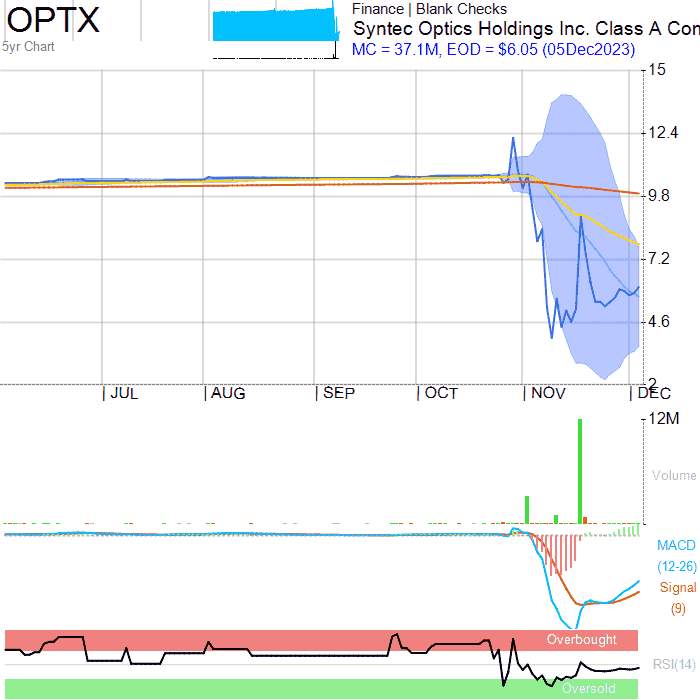 OPTX
5yr Chart
Finance | Blank Checks
Syntec Optics Holdings Inc. Class A Con
MC = 37.1M, EOD = $6.05 (05Dec2023)
15
12.4
9.8
7.2
4.6
2
| JUL | AUG | SEP | OCT | NOV | DEC
12M
Volume
MACD
(12-26)
Signal
(9)
Overbought
RSI(14)
Oversold